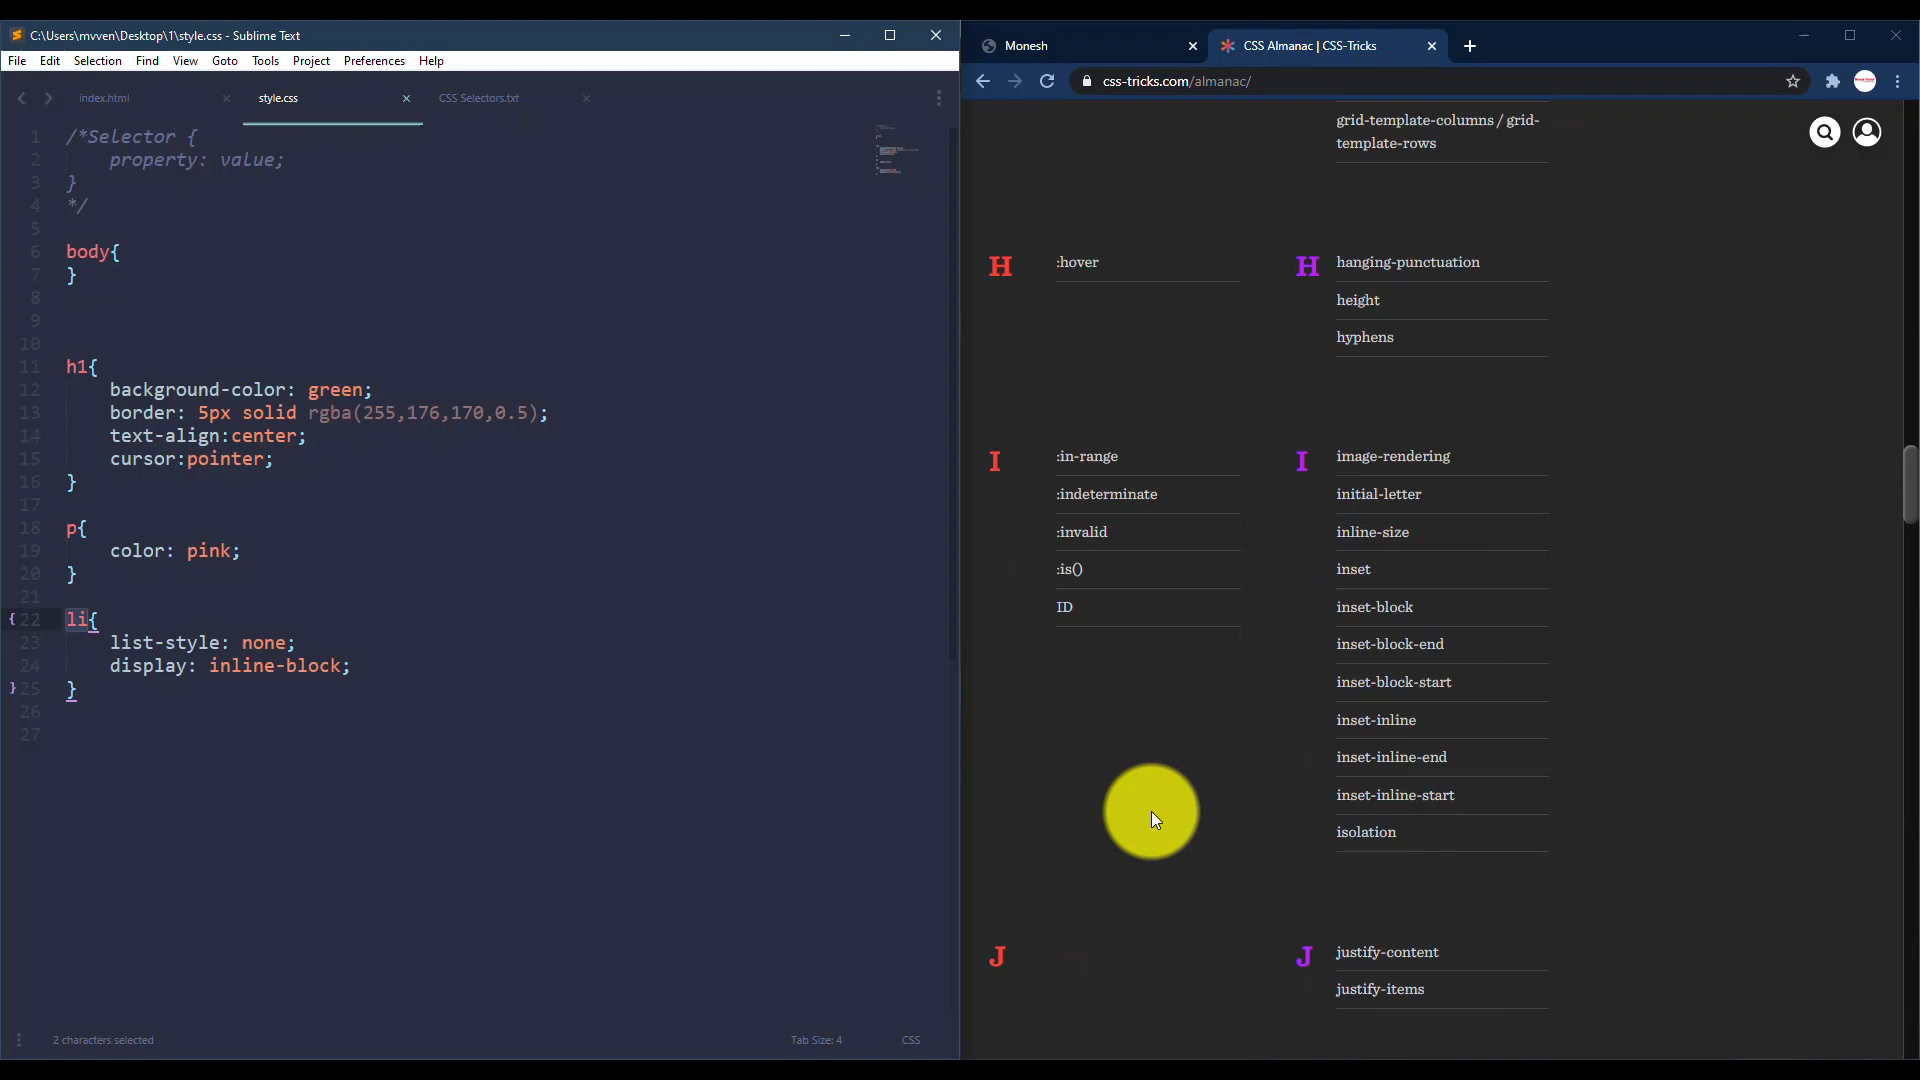 C:\Users\mvven\Desktop\1\style.css - Sublime Text
File Edit Selection Find View Goto Tools Project Preferences Help
index.html
style.css
CSS Selectors.txt
1 /*Selector {
2 property: value;
3 }
4 */
5
6 body{
7 }
8
9
10
11 h1{
12 background-color: green;
13 border: 5px solid rgba(255,176,170,0.5);
14 text-align:center;
15 cursor:pointer;
16 }
17
18 p{
19 color: pink;
20 }
21
22 li{
23 list-style: none;
24 display: inline-block;
25 }
26
27
2 characters selected
Tab Size: 4
CSS
Monesh
CSS Almanac | CSS-Tricks
css-tricks.com/almanac/
grid-template-columns / grid-
template-rows
H
:hover
H
hanging-punctuation
height
hyphens
I
:in-range
:indeterminate
:invalid
:is()
ID
I
image-rendering
initial-letter
inline-size
inset
inset-block
inset-block-end
inset-block-start
inset-inline
inset-inline-end
inset-inline-start
isolation
J
J
justify-content
justify-items